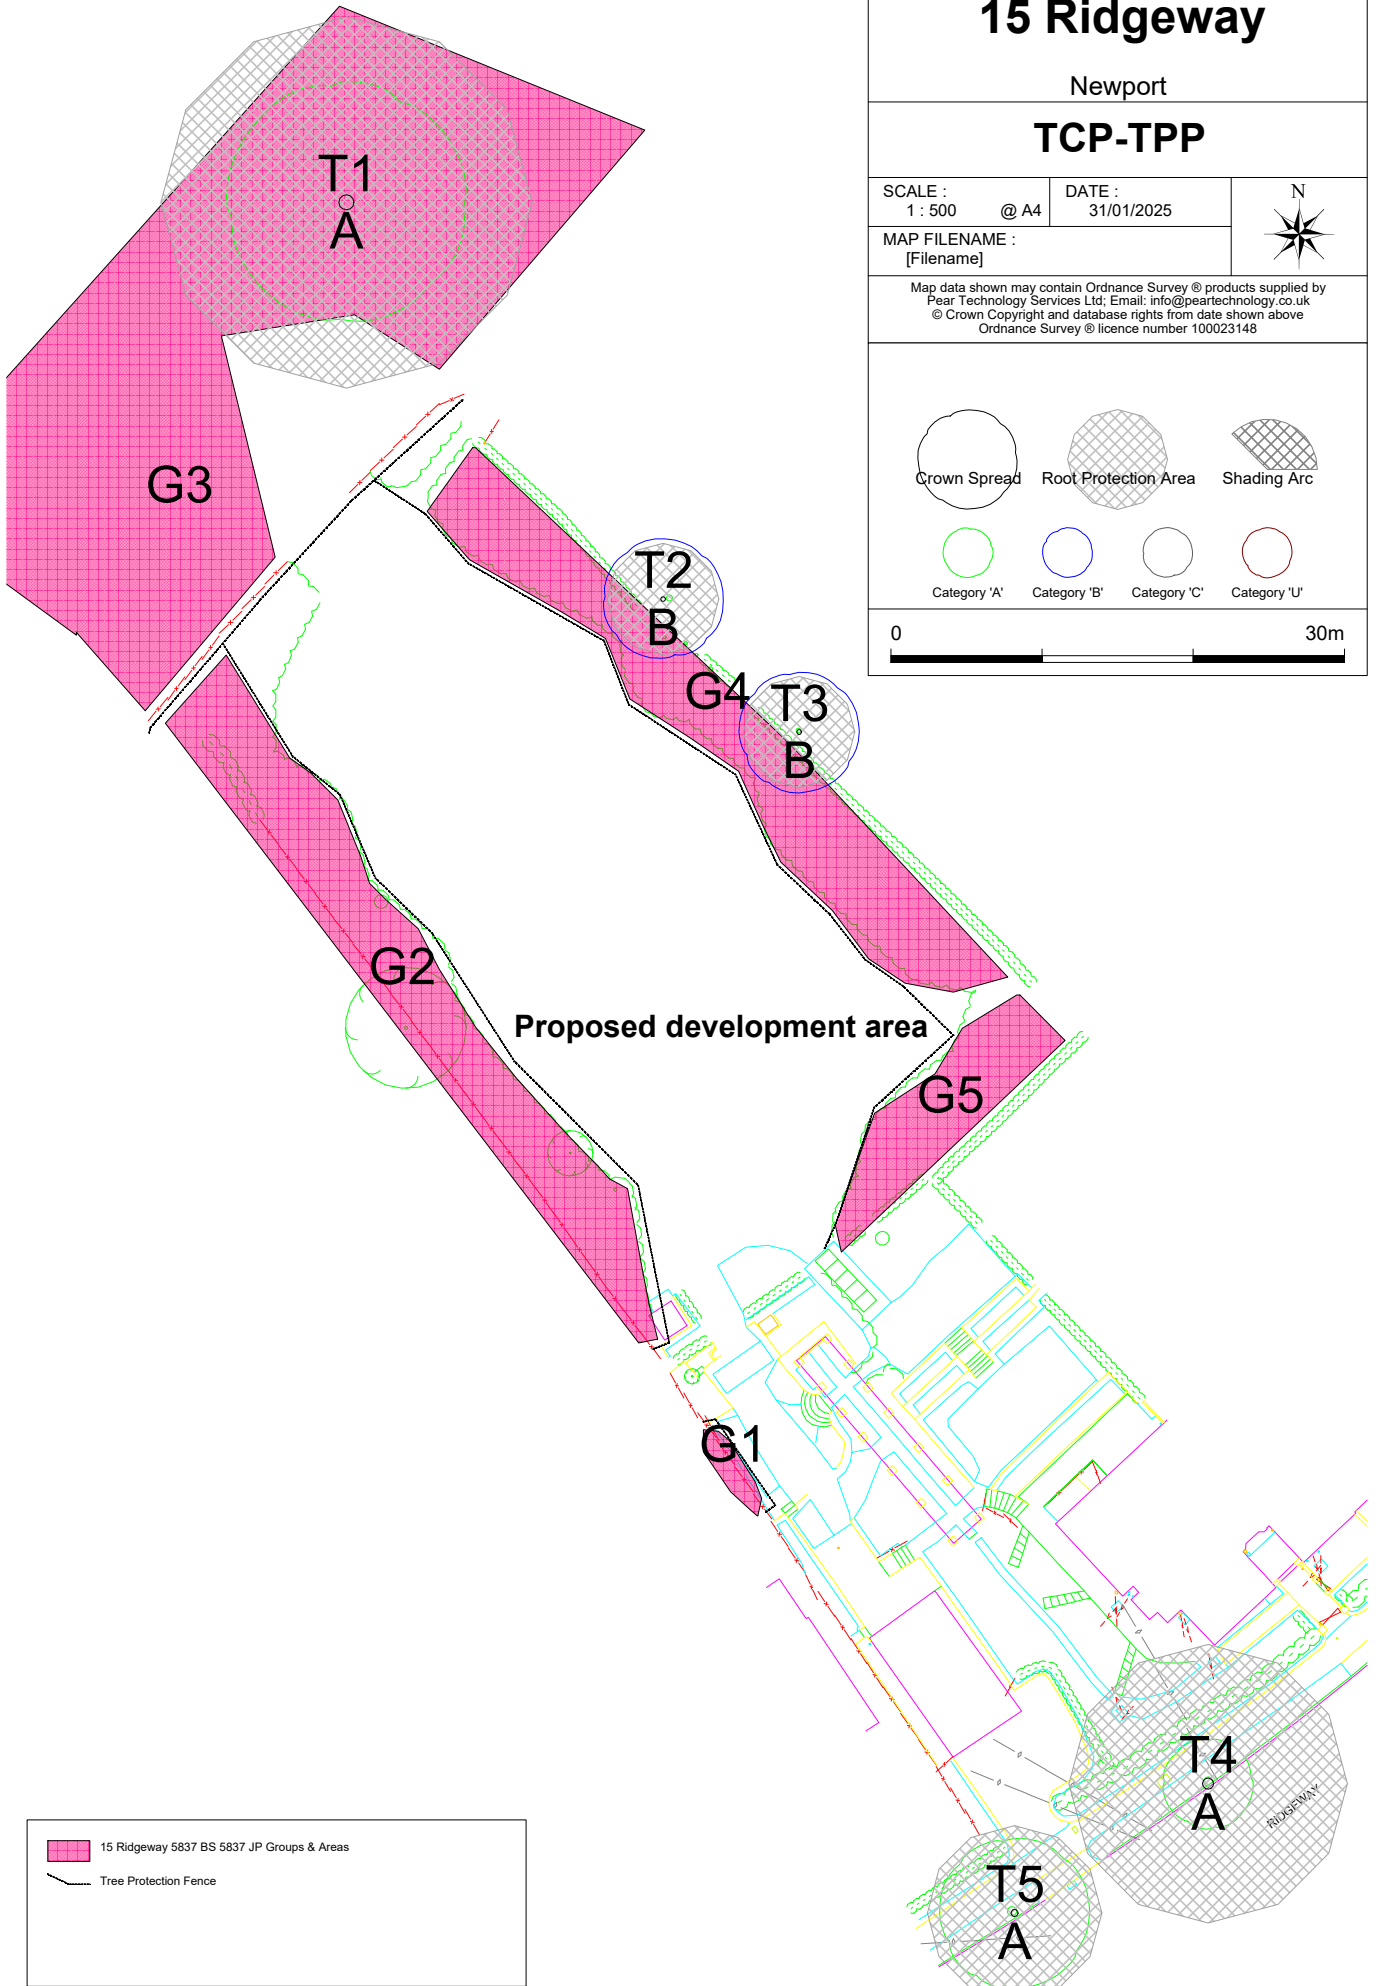 15 Ridgeway
Newport
TCP-TPP
SCALE :
1 : 500 @ A4
DATE :
31/01/2025
N
MAP FILENAME :
[Filename]
Map data shown may contain Ordnance Survey ® products supplied by
Pear Technology Services Ltd; Email: info@peartechnology.co.uk
© Crown Copyright and database rights from date shown above
Ordnance Survey ® licence number 100023148
Crown Spread
Root Protection Area
Shading Arc
Category 'A'
Category 'B'
Category 'C'
Category 'U'
0
30m
T1
A
G3
T2
B
G4
T3
B
G2
Proposed development area
G5
G1
T4
A
RIDGEWAY
T5
A
15 Ridgeway 5837 BS 5837 JP Groups & Areas
Tree Protection Fence